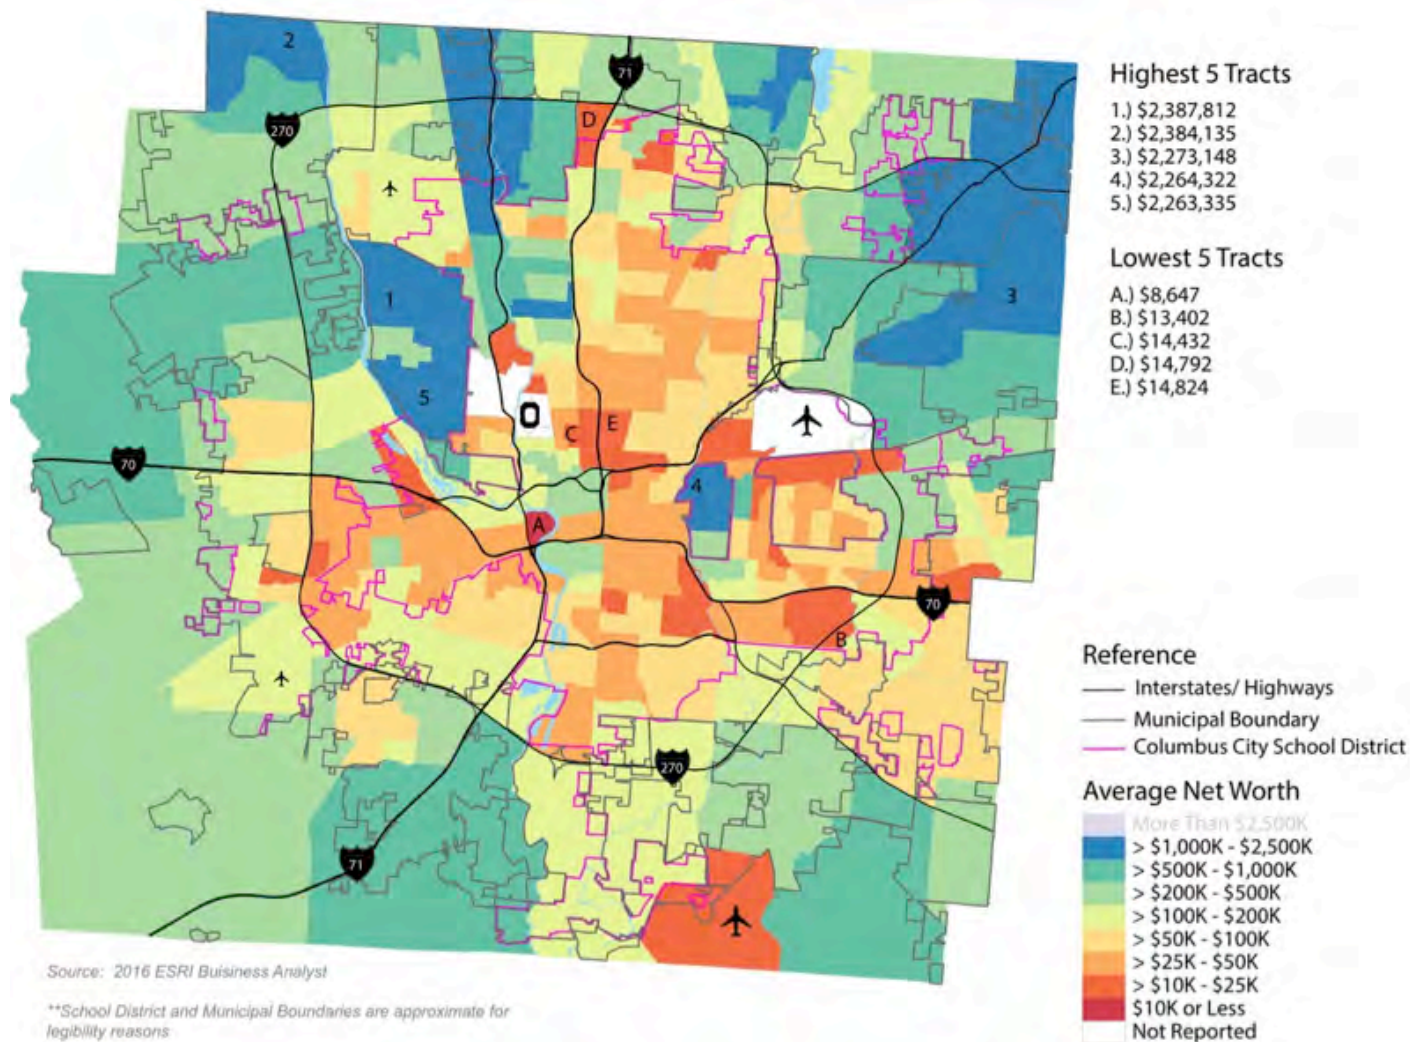 2
71
270
D
1
3
5
C
E
70
4
A
B
70
270
71
Highest 5 Tracts
1.) $2,387,812
2.) $2,384,135
3.) $2,273,148
4.) $2,264,322
5.) $2,263,335
Lowest 5 Tracts
A.) $8,647
B.) $13,402
C.) $14,432
D.) $14,792
E.) $14,824
Reference
Interstates/ Highways
Municipal Boundary
Columbus City School District
Average Net Worth
More Than $2,500K
> $1,000K - $2,500K
> $500K - $1,000K
> $200K - $500K
> $100K - $200K
> $50K - $100K
> $25K - $50K
> $10K - $25K
$10K or Less
Not Reported
Source: 2016 ESRI Buisiness Analyst
**School District and Municipal Boundaries are approximate for
legibility reasons